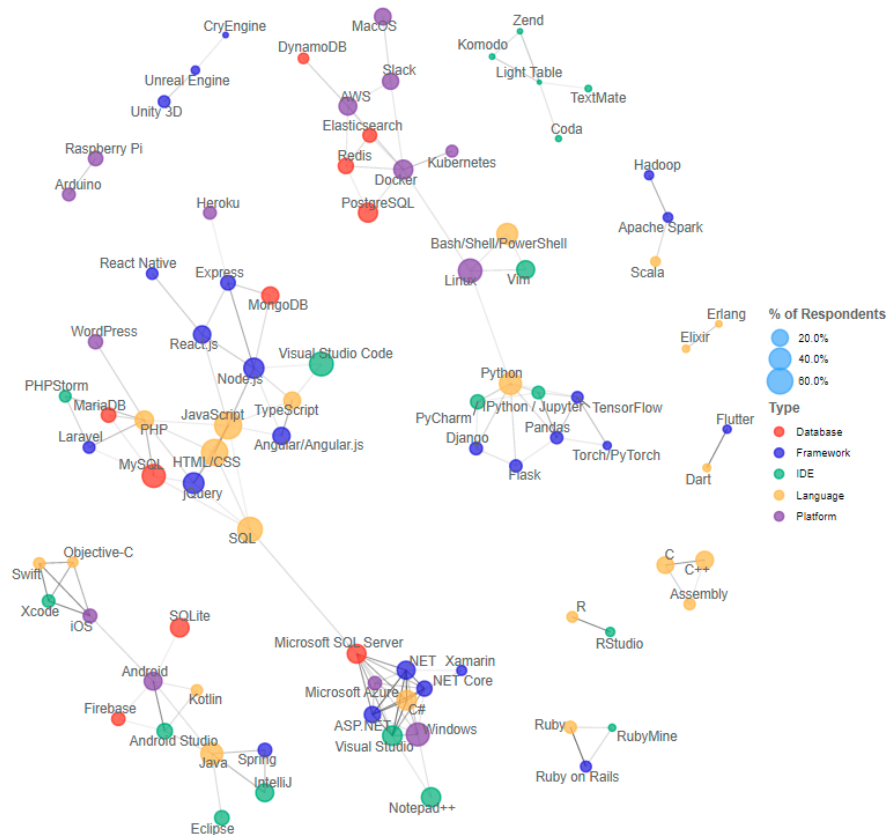 CryEngine
MacOS
Zend
DynamoDB
Komodo
Unreal Engine
Slack
Light Table
AWS
TextMate
Unity 3D
Elasticsearch
Coda
Raspberry Pi
Redis
Kubernetes
Hadoop
Arduino
Docker
Heroku
PostgreSQL
Apache Spark
Bash/Shell/PowerShell
React Native
Express
Linux
Vim
Scala
MongoDB
% of Respondents
WordPress
React.js
Erlang
20.0%
Visual Studio Code
Elixir
40.0%
Node.js
Python
60.0%
PHPStorm
MariaDB
JavaScript
TypeScript
PyCharm
IPython / Jupyter
TensorFlow
Type
Laravel
PHP
Django
Pandas
Flutter
Database
Angular/Angular.js
Framework
MySQL
HTML/CSS
Torch/PyTorch
IDE
jQuery
Flask
Dart
Language
Platform
SQL
Objective-C
C
C++
Swift
Xcode
Assembly
iOS
SQLite
R
Microsoft SQL Server
RStudio
Android
.NET
Xamarin
Microsoft Azure
.NET Core
Firebase
Kotlin
C#
Android Studio
ASP.NET
Windows
Ruby
Java
Visual Studio
RubyMine
Spring
IntelliJ
Ruby on Rails
Notepad++
Eclipse